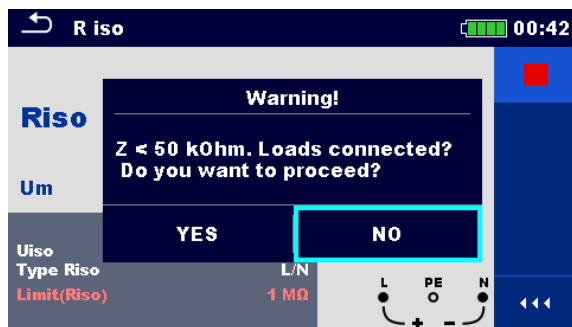 R iso 00:42
Warning!
Riso
Z < 50 kOhm. Loads connected?
Do you want to proceed?
Um
YES NO
Uiso
Type Riso L/N
Limit(Riso) 1 MΩ
L PE N
+ -